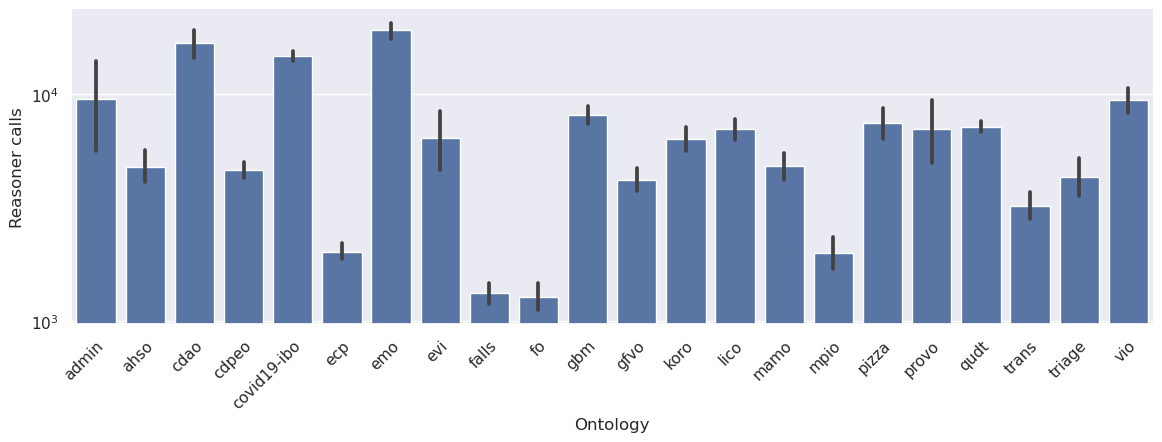 Reasoner calls
10⁴
10³
admin
ahso
cdao
cdpeo
covid19-ibo
ecp
emo
evi
falls
fo
gbm
gfvo
koro
lico
mamo
mpio
pizza
provo
qudt
trans
triage
vio
Ontology